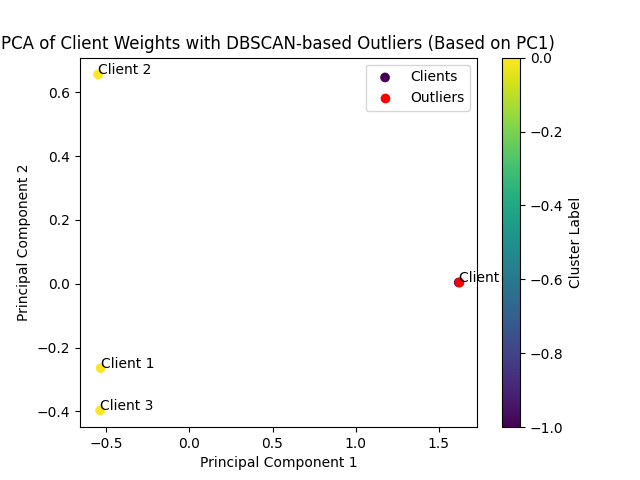 PCA of Client Weights with DBSCAN-based Outliers (Based on PC1)
Clients
Outliers
Client 2
Client
Client 1
Client 3
Principal Component 2
0.6
0.4
0.2
0.0
−0.2
−0.4
−0.5
0.0
0.5
1.0
1.5
Principal Component 1
0.0
−0.2
−0.4
−0.6
−0.8
−1.0
Cluster Label